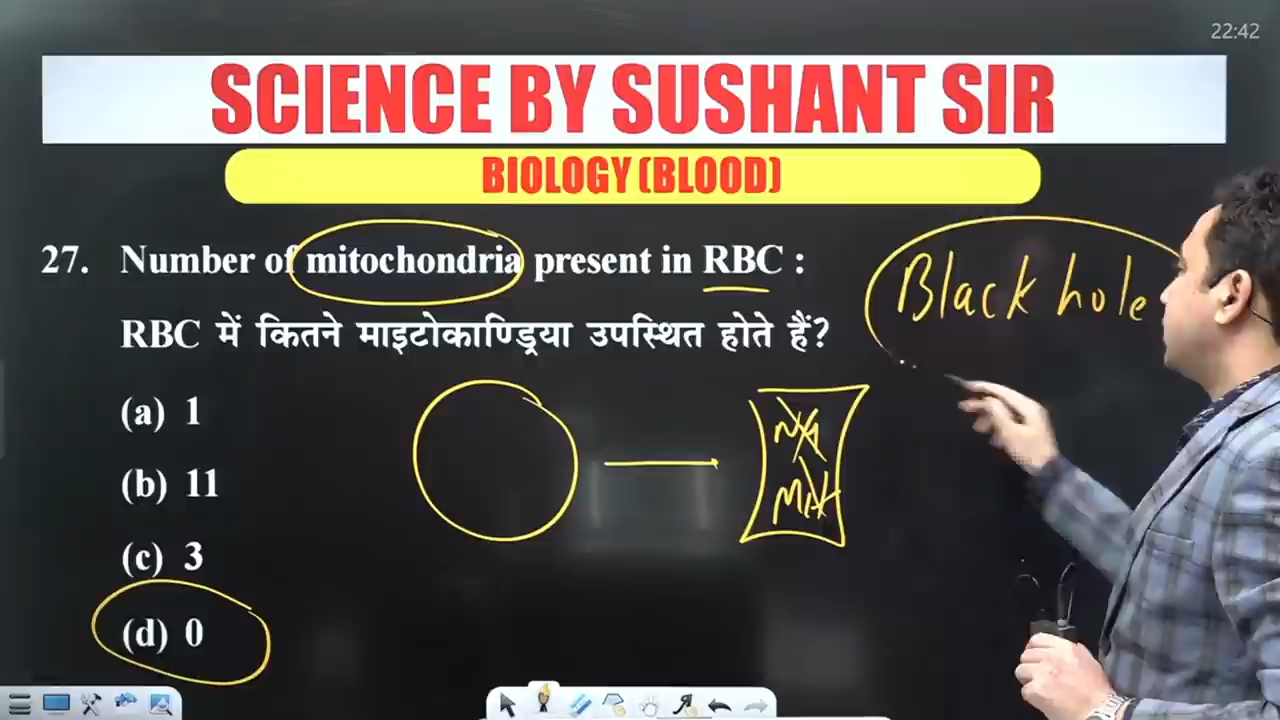 22:42
SCIENCE BY SUSHANT SIR
BIOLOGY (BLOOD)
27. Number of mitochondria present in RBC :
RBC में कितने माइटोकाण्ड्रिया उपस्थित होते हैं?
(a) 1
(b) 11
(c) 3
(d) 0
Black hole
Mit